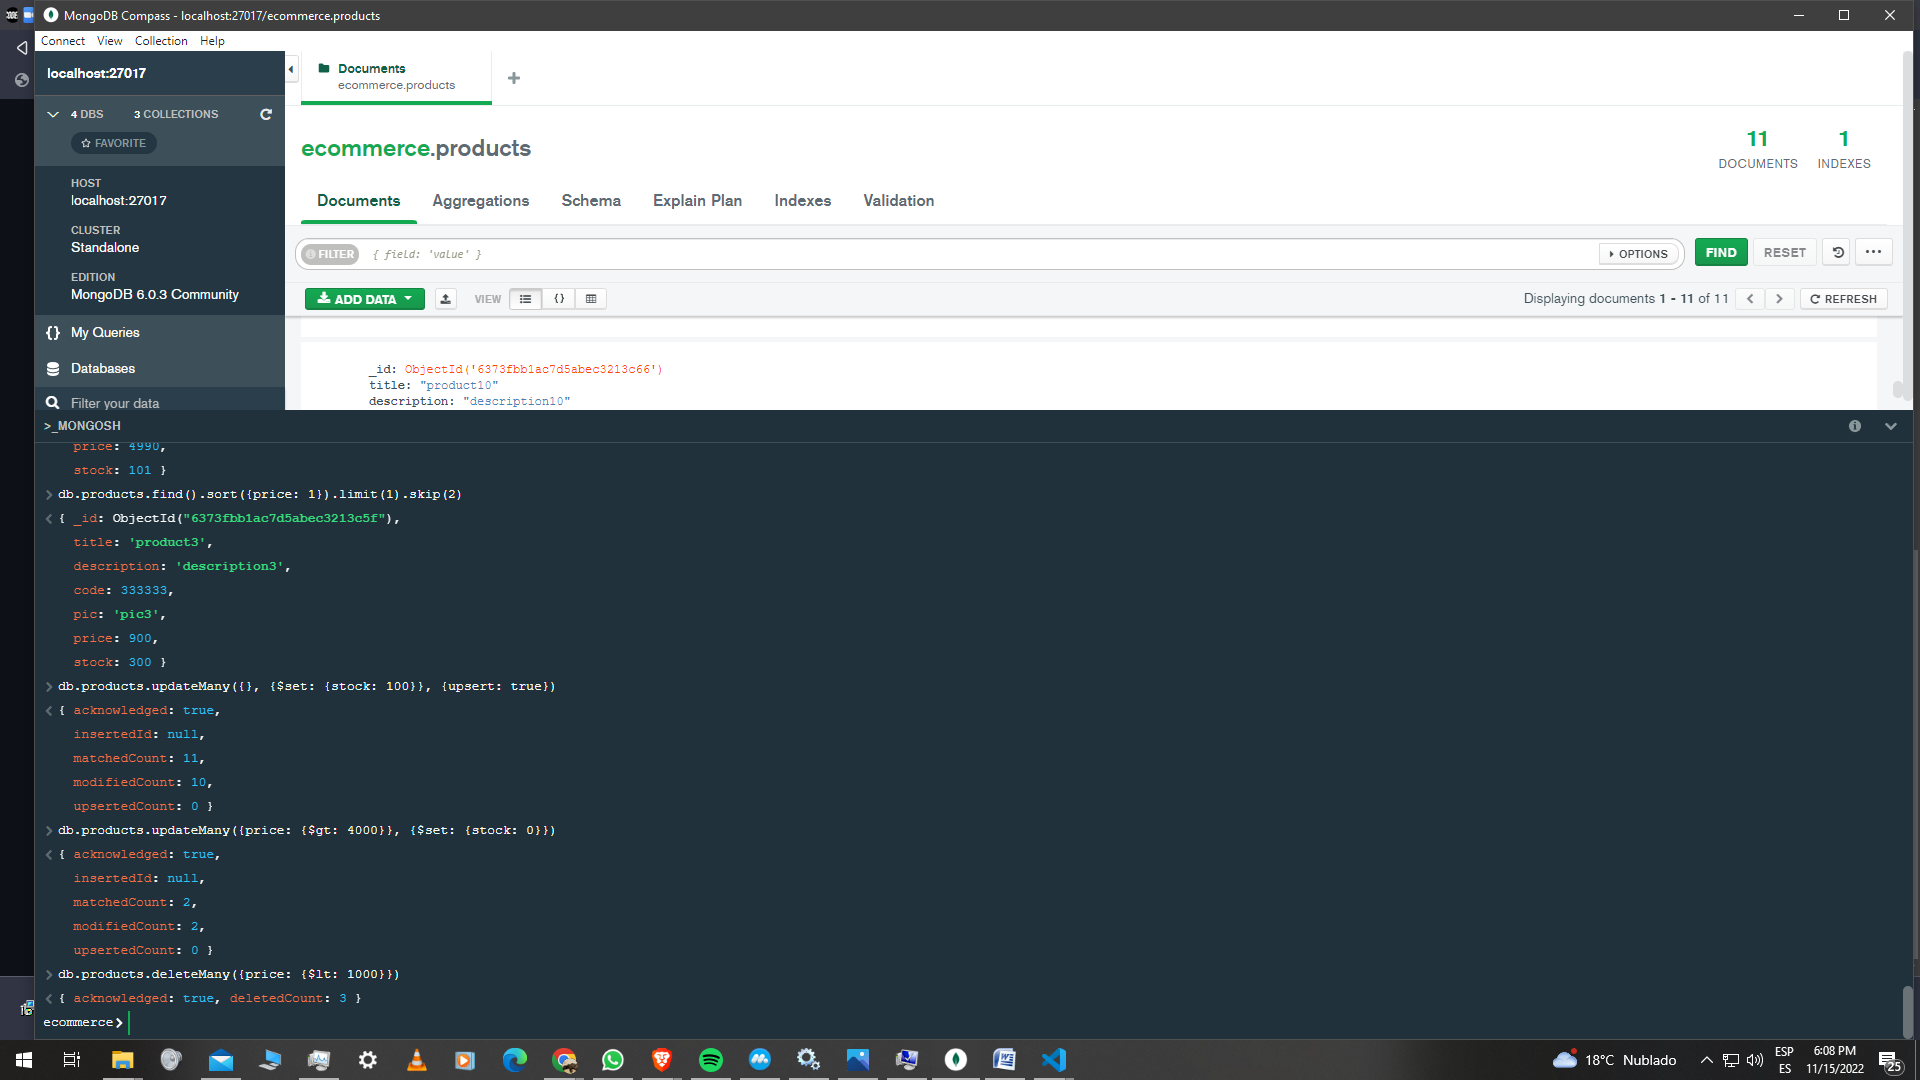 MongoDB Compass - localhost:27017/ecommerce.products
Connect View Collection Help
localhost:27017
4 DBS 3 COLLECTIONS
FAVORITE
HOST
localhost:27017
CLUSTER
Standalone
EDITION
MongoDB 6.0.3 Community
{} My Queries
Databases
Filter your data
Documents
ecommerce.products
+
ecommerce.products
11
DOCUMENTS
1
INDEXES
Documents Aggregations Schema Explain Plan Indexes Validation
FILTER { field: 'value' } OPTIONS FIND RESET ...
ADD DATA VIEW {} Displaying documents 1 - 11 of 11 < > REFRESH
_id: ObjectId('6373fbb1ac7d5abec3213c66')
title: "product10"
description: "description10"
>_MONGOSH
price: 4990,
stock: 101 }
> db.products.find().sort({price: 1}).limit(1).skip(2)
< { _id: ObjectId("6373fbb1ac7d5abec3213c5f"),
title: 'product3',
description: 'description3',
code: 333333,
pic: 'pic3',
price: 900,
stock: 300 }
> db.products.updateMany({}, {$set: {stock: 100}}, {upsert: true})
< { acknowledged: true,
insertedId: null,
matchedCount: 11,
modifiedCount: 10,
upsertedCount: 0 }
> db.products.updateMany({price: {$gt: 4000}}, {$set: {stock: 0}})
< { acknowledged: true,
insertedId: null,
matchedCount: 2,
modifiedCount: 2,
upsertedCount: 0 }
> db.products.deleteMany({price: {$lt: 1000}})
< { acknowledged: true, deletedCount: 3 }
ecommerce>
18°C Nublado
ESP
ES
6:08 PM
11/15/2022
25